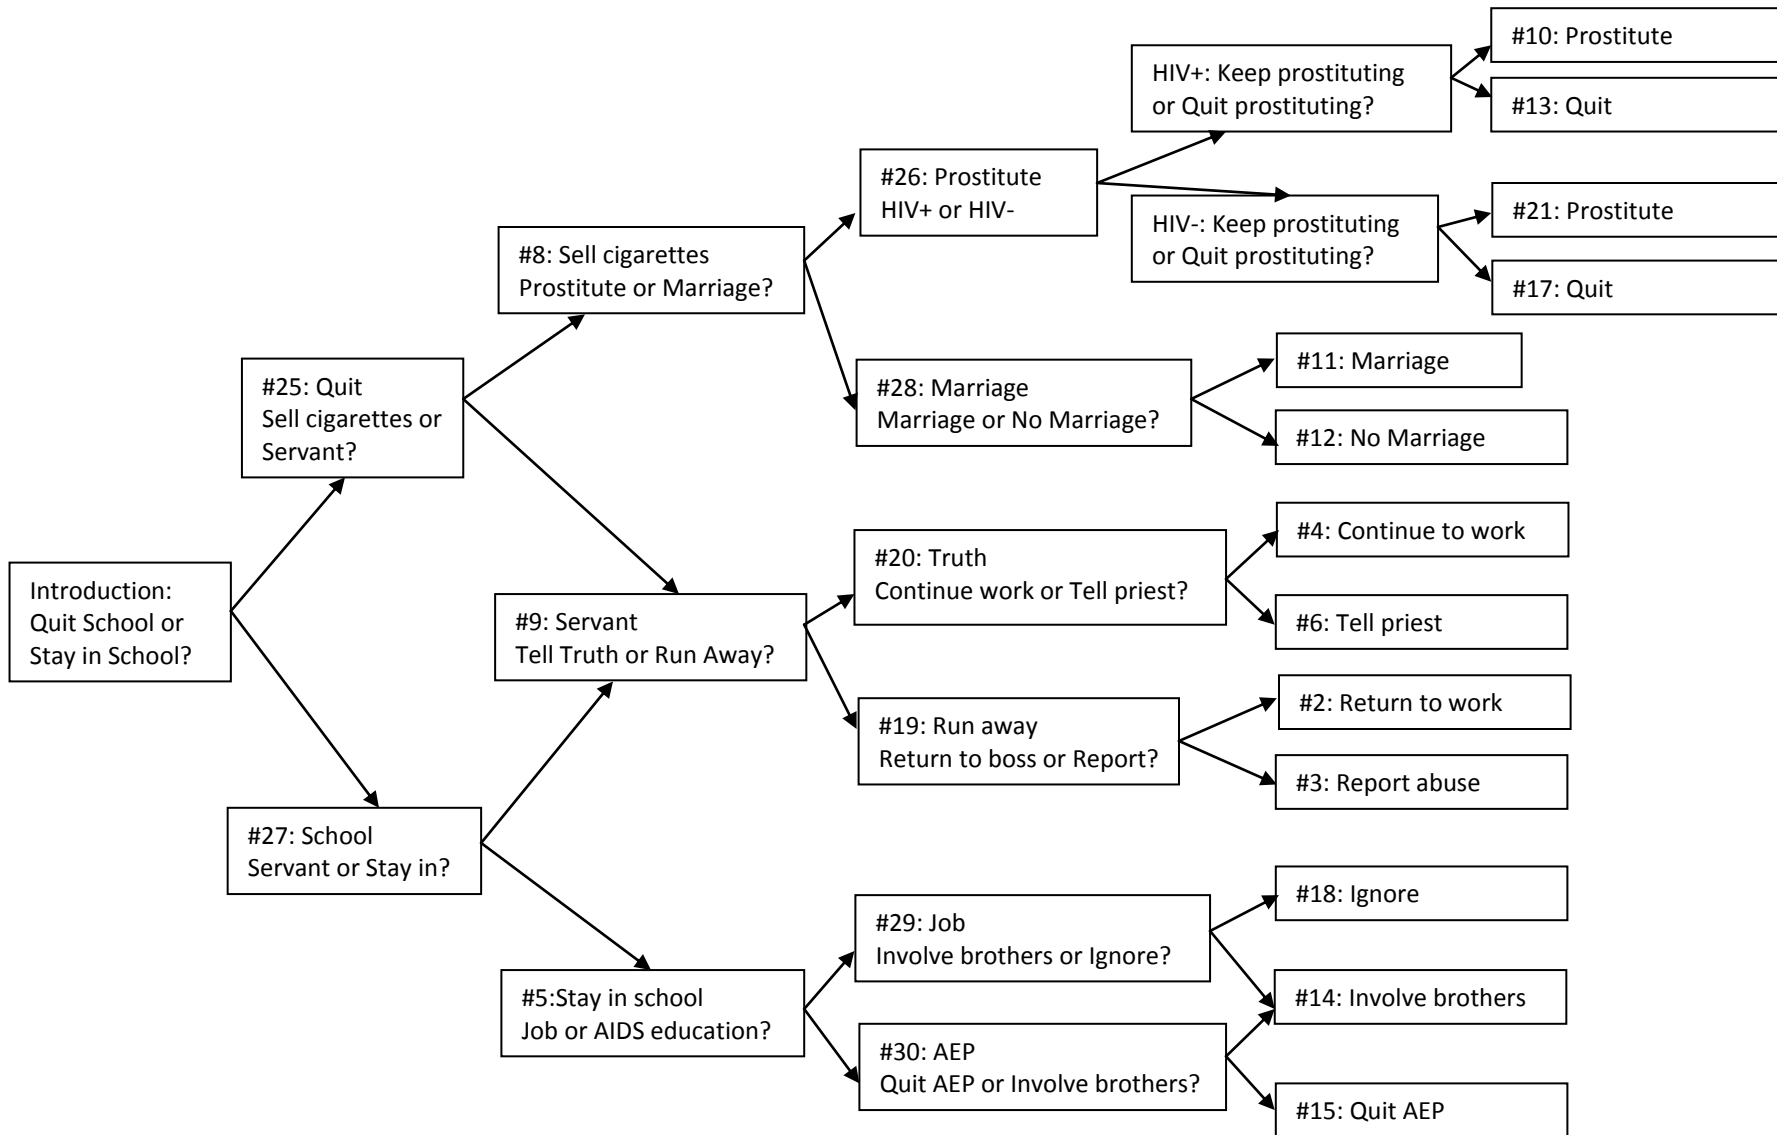 Introduction:
Quit School or
Stay in School?
#25: Quit
Sell cigarettes or
Servant?
#27: School
Servant or Stay in?
#8: Sell cigarettes
Prostitute or Marriage?
#9: Servant
Tell Truth or Run Away?
#5:Stay in school
Job or AIDS education?
#26: Prostitute
HIV+ or HIV-
#28: Marriage
Marriage or No Marriage?
#20: Truth
Continue work or Tell priest?
#19: Run away
Return to boss or Report?
#29: Job
Involve brothers or Ignore?
#30: AEP
Quit AEP or Involve brothers?
HIV+: Keep prostituting
or Quit prostituting?
HIV-: Keep prostituting
or Quit prostituting?
#10: Prostitute
#13: Quit
#21: Prostitute
#17: Quit
#11: Marriage
#12: No Marriage
#4: Continue to work
#6: Tell priest
#2: Return to work
#3: Report abuse
#18: Ignore
#14: Involve brothers
#15: Quit AEP